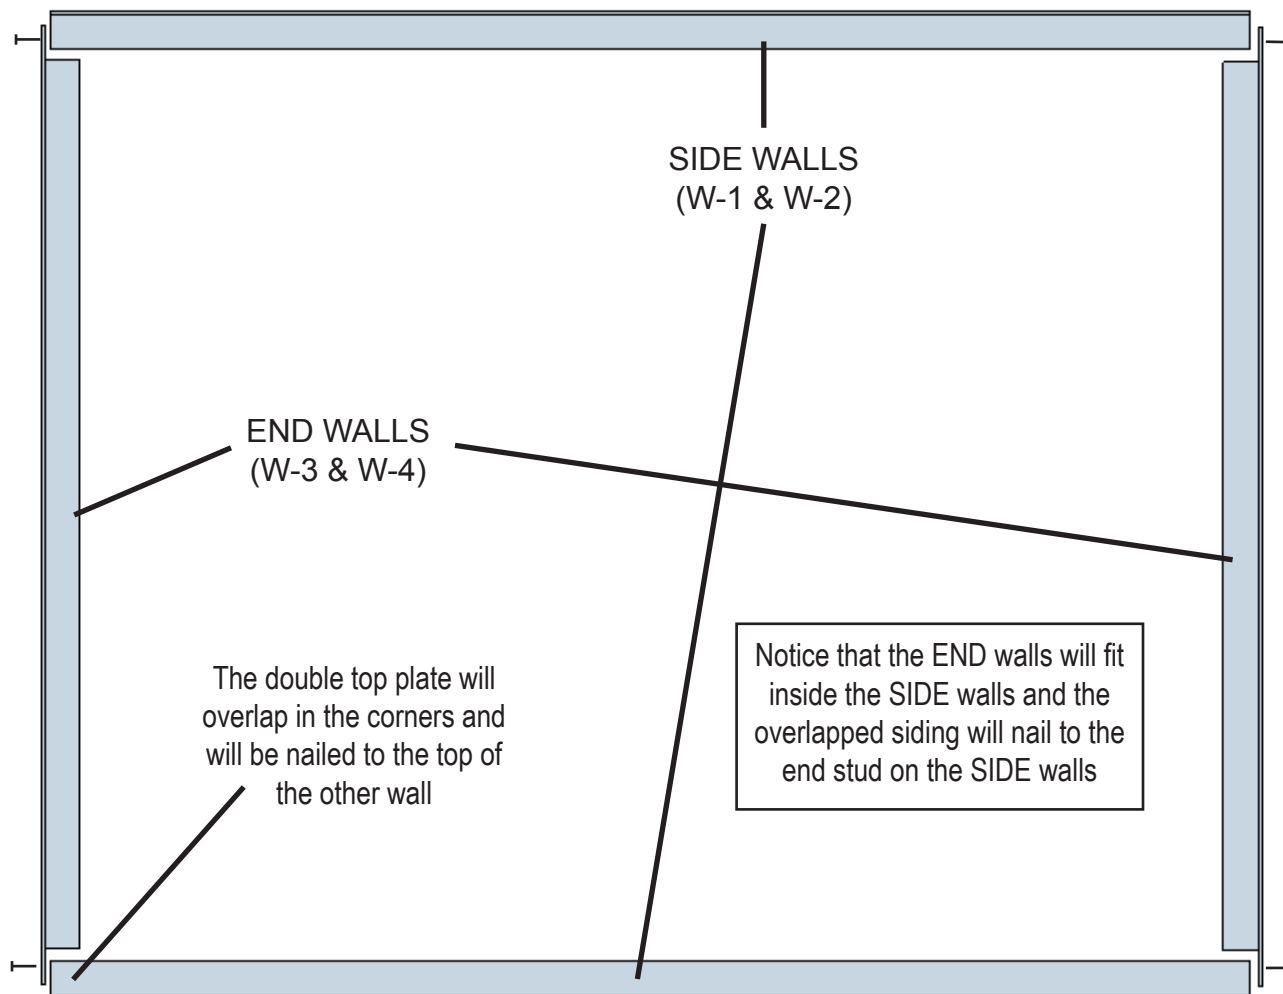 SIDE WALLS
(W-1 & W-2)
END WALLS
(W-3 & W-4)
The double top plate will
overlap in the corners and
will be nailed to the top of
the other wall
Notice that the END walls will fit
inside the SIDE walls and the
overlapped siding will nail to the
end stud on the SIDE walls